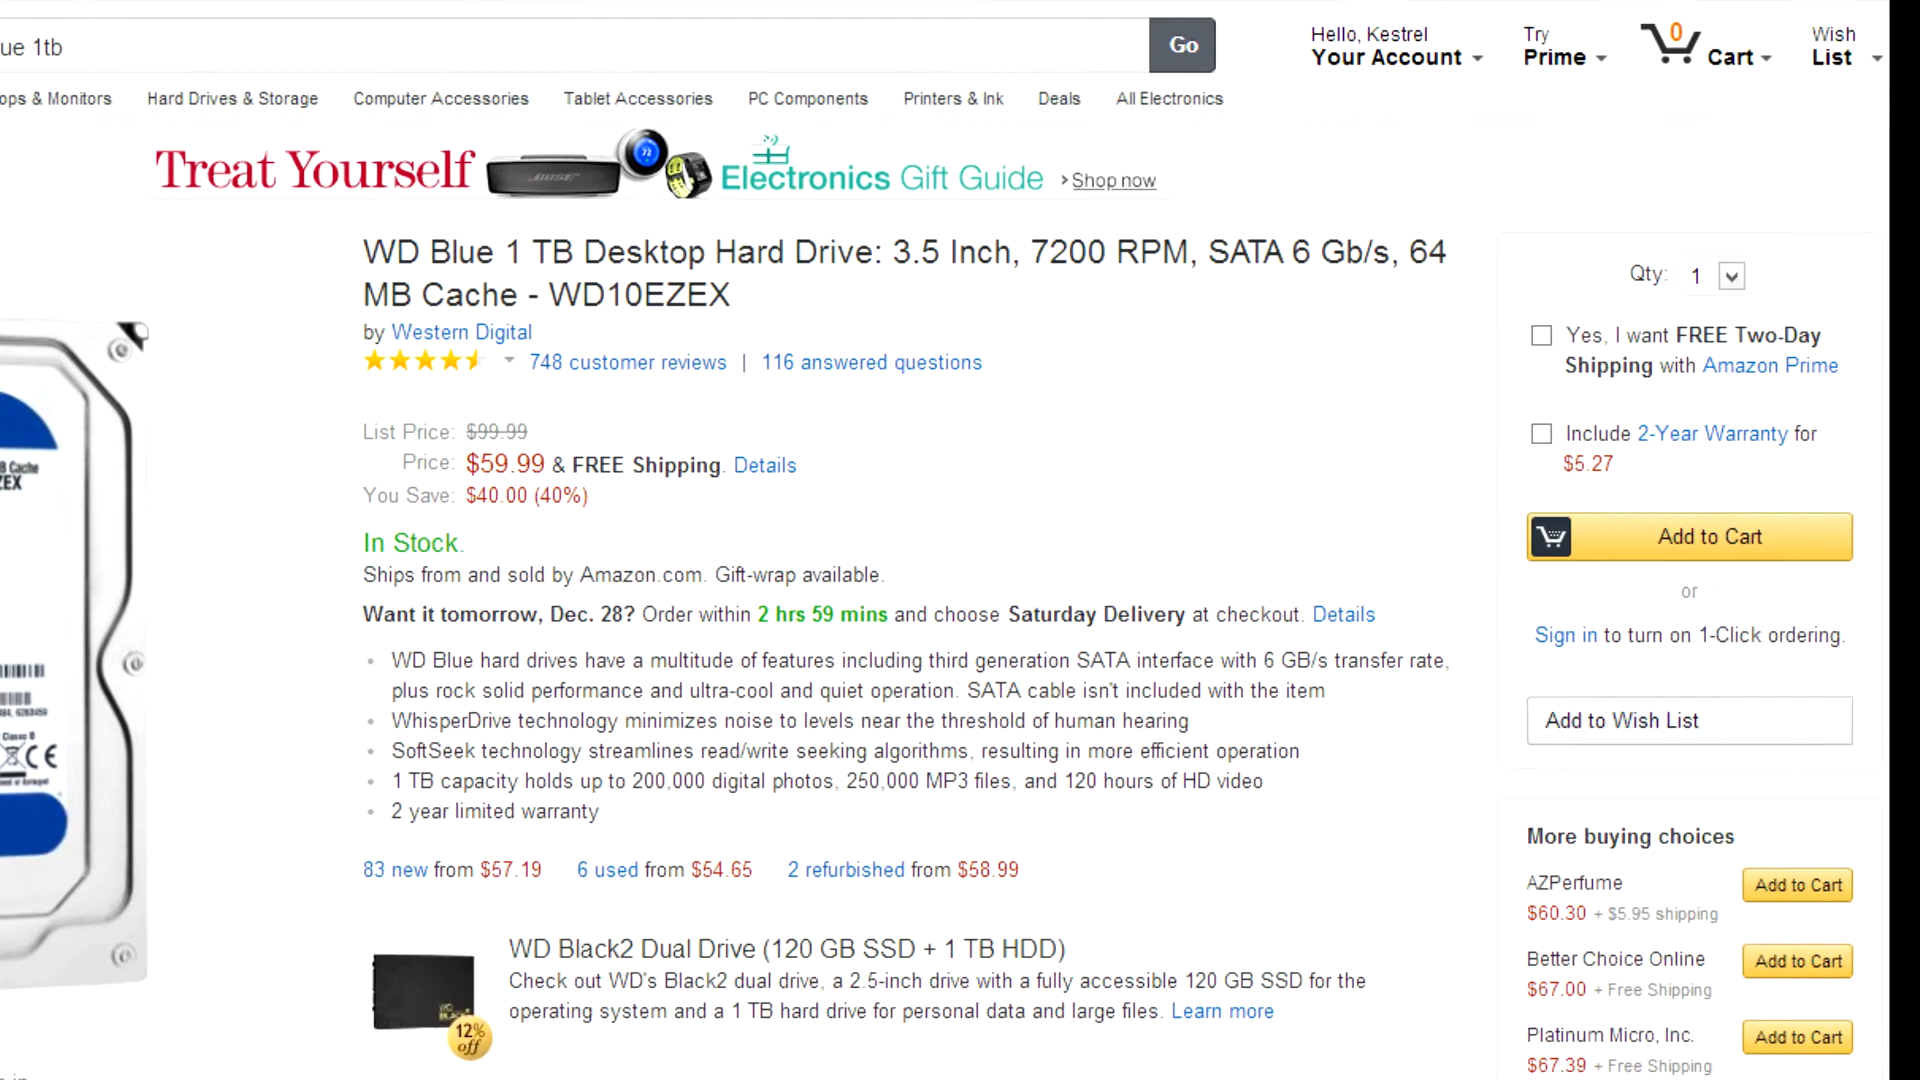 ue 1tb
Go
Hello, Kestrel
Your Account
Try
Prime
0
Cart
Wish
List
ops & Monitors
Hard Drives & Storage
Computer Accessories
Tablet Accessories
PC Components
Printers & Ink
Deals
All Electronics
Treat Yourself
BOSE
72
Electronics Gift Guide
Shop now
WD Blue 1 TB Desktop Hard Drive: 3.5 Inch, 7200 RPM, SATA 6 Gb/s, 64
MB Cache - WD10EZEX
by Western Digital
748 customer reviews | 116 answered questions
List Price: $99.99
Price: $59.99 & FREE Shipping. Details
You Save: $40.00 (40%)
In Stock.
Ships from and sold by Amazon.com. Gift-wrap available.
Want it tomorrow, Dec. 28? Order within 2 hrs 59 mins and choose Saturday Delivery at checkout. Details
WD Blue hard drives have a multitude of features including third generation SATA interface with 6 GB/s transfer rate,
plus rock solid performance and ultra-cool and quiet operation. SATA cable isn't included with the item
WhisperDrive technology minimizes noise to levels near the threshold of human hearing
SoftSeek technology streamlines read/write seeking algorithms, resulting in more efficient operation
1 TB capacity holds up to 200,000 digital photos, 250,000 MP3 files, and 120 hours of HD video
2 year limited warranty
83 new from $57.19
6 used from $54.65
2 refurbished from $58.99
WD Black2 Dual Drive (120 GB SSD + 1 TB HDD)
Check out WD's Black2 dual drive, a 2.5-inch drive with a fully accessible 120 GB SSD for the
operating system and a 1 TB hard drive for personal data and large files. Learn more
WD
BLACK
12%
off
B Cache
ZEX
Class B
CE
Qty: 1
Yes, I want FREE Two-Day
Shipping with Amazon Prime
Include 2-Year Warranty for
$5.27
Add to Cart
or
Sign in to turn on 1-Click ordering.
Add to Wish List
More buying choices
AZPerfume
$60.30 + $5.95 shipping
Add to Cart
Better Choice Online
$67.00 + Free Shipping
Add to Cart
Platinum Micro, Inc.
$67.39 + Free Shipping
Add to Cart